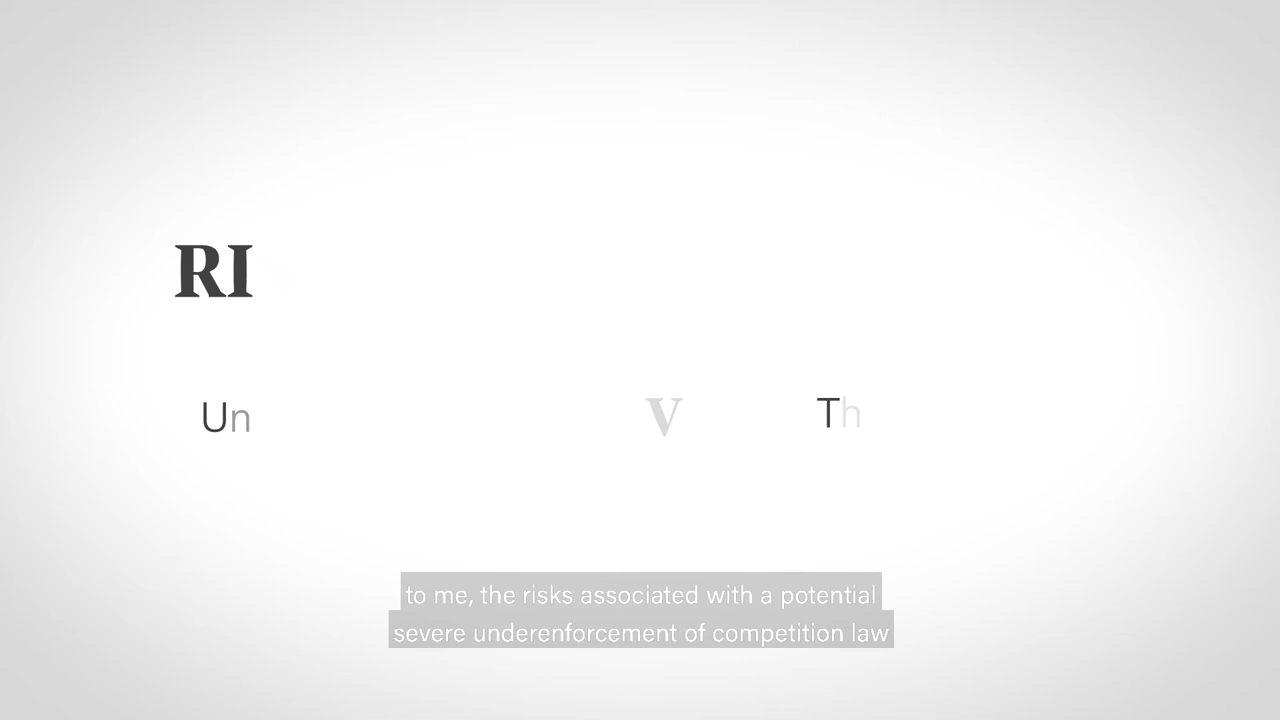 RI
Un V Th
to me, the risks associated with a potential
severe underenforcement of competition law